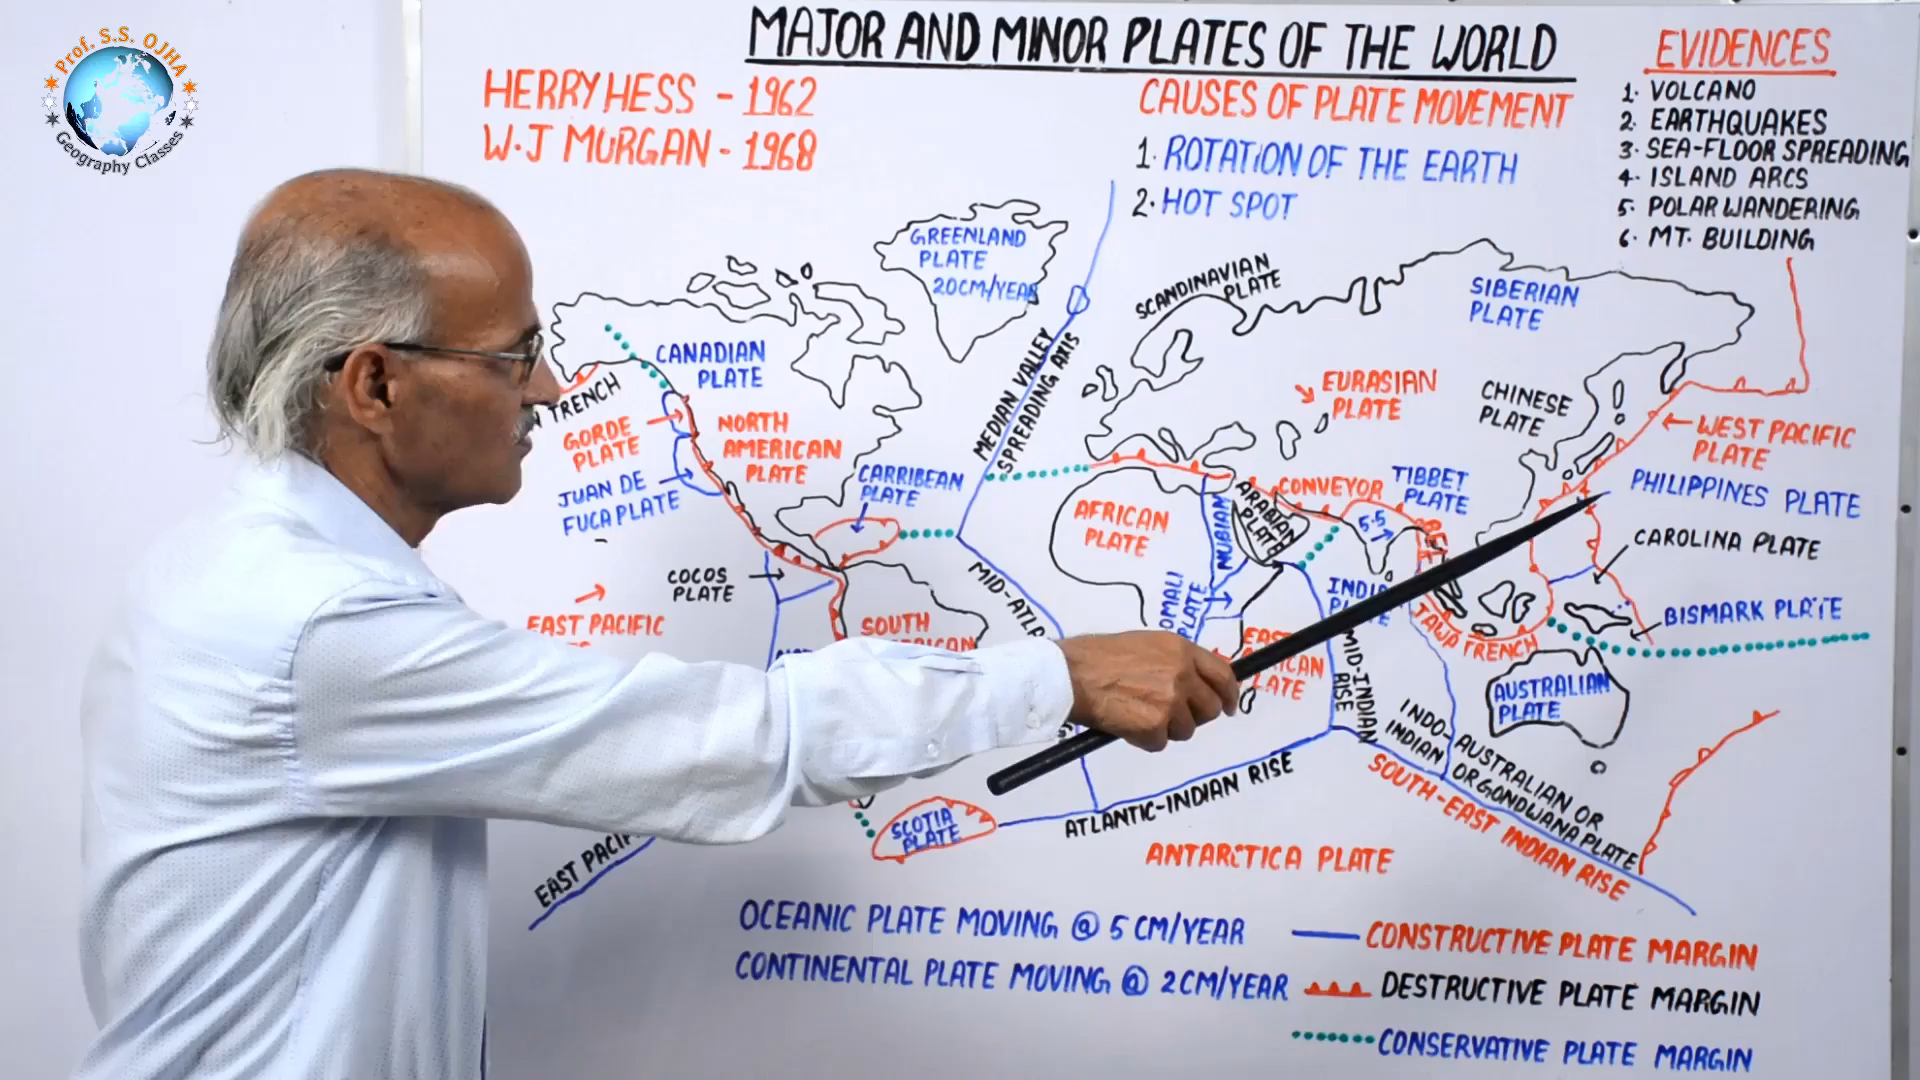 Prof. S.S. OJHA
Geography Classes
MAJOR AND MINOR PLATES OF THE WORLD
HERRY HESS - 1962
W.J MURGAN - 1968
CAUSES OF PLATE MOVEMENT
1. ROTATION OF THE EARTH
2. HOT SPOT
EVIDENCES
1. VOLCANO
2. EARTHQUAKES
3. SEA-FLOOR SPREADING
4. ISLAND ARCS
5. POLAR WANDERING
6. MT. BUILDING
GREENLAND
PLATE
20CM/YEAR
SCANDINAVIAN
PLATE
SIBERIAN
PLATE
CANADIAN
PLATE
TRENCH
GORDE
PLATE
NORTH
AMERICAN
PLATE
JUAN DE
FUCA PLATE
CARRIBEAN
PLATE
MEDIAN VALLEY
SPREADING AXIS
EURASIAN
PLATE
CHINESE
PLATE
WEST PACIFIC
PLATE
PHILIPPINES PLATE
CONVEYOR
BELT
TIBBET
PLATE
5.5
AFRICAN
PLATE
NUBIAN
ARABIAN
PLATE
CAROLINA PLATE
BISMARK PLATE
COCOS
PLATE
EAST PACIFIC
SOUTH
MID-
PLATE
JAWA TRENCH
MID-INDIAN
RISE
AUSTRALIAN
PLATE
INDO-AUSTRALIAN OR
INDIAN OR GONDWANA PLATE
SOUTH-EAST INDIAN RISE
SCOTIA
PLATE
ATLANTIC-INDIAN RISE
ANTARCTICA PLATE
EAST
OCEANIC PLATE MOVING @ 5 CM/YEAR
CONTINENTAL PLATE MOVING @ 2 CM/YEAR
CONSTRUCTIVE PLATE MARGIN
DESTRUCTIVE PLATE MARGIN
CONSERVATIVE PLATE MARGIN